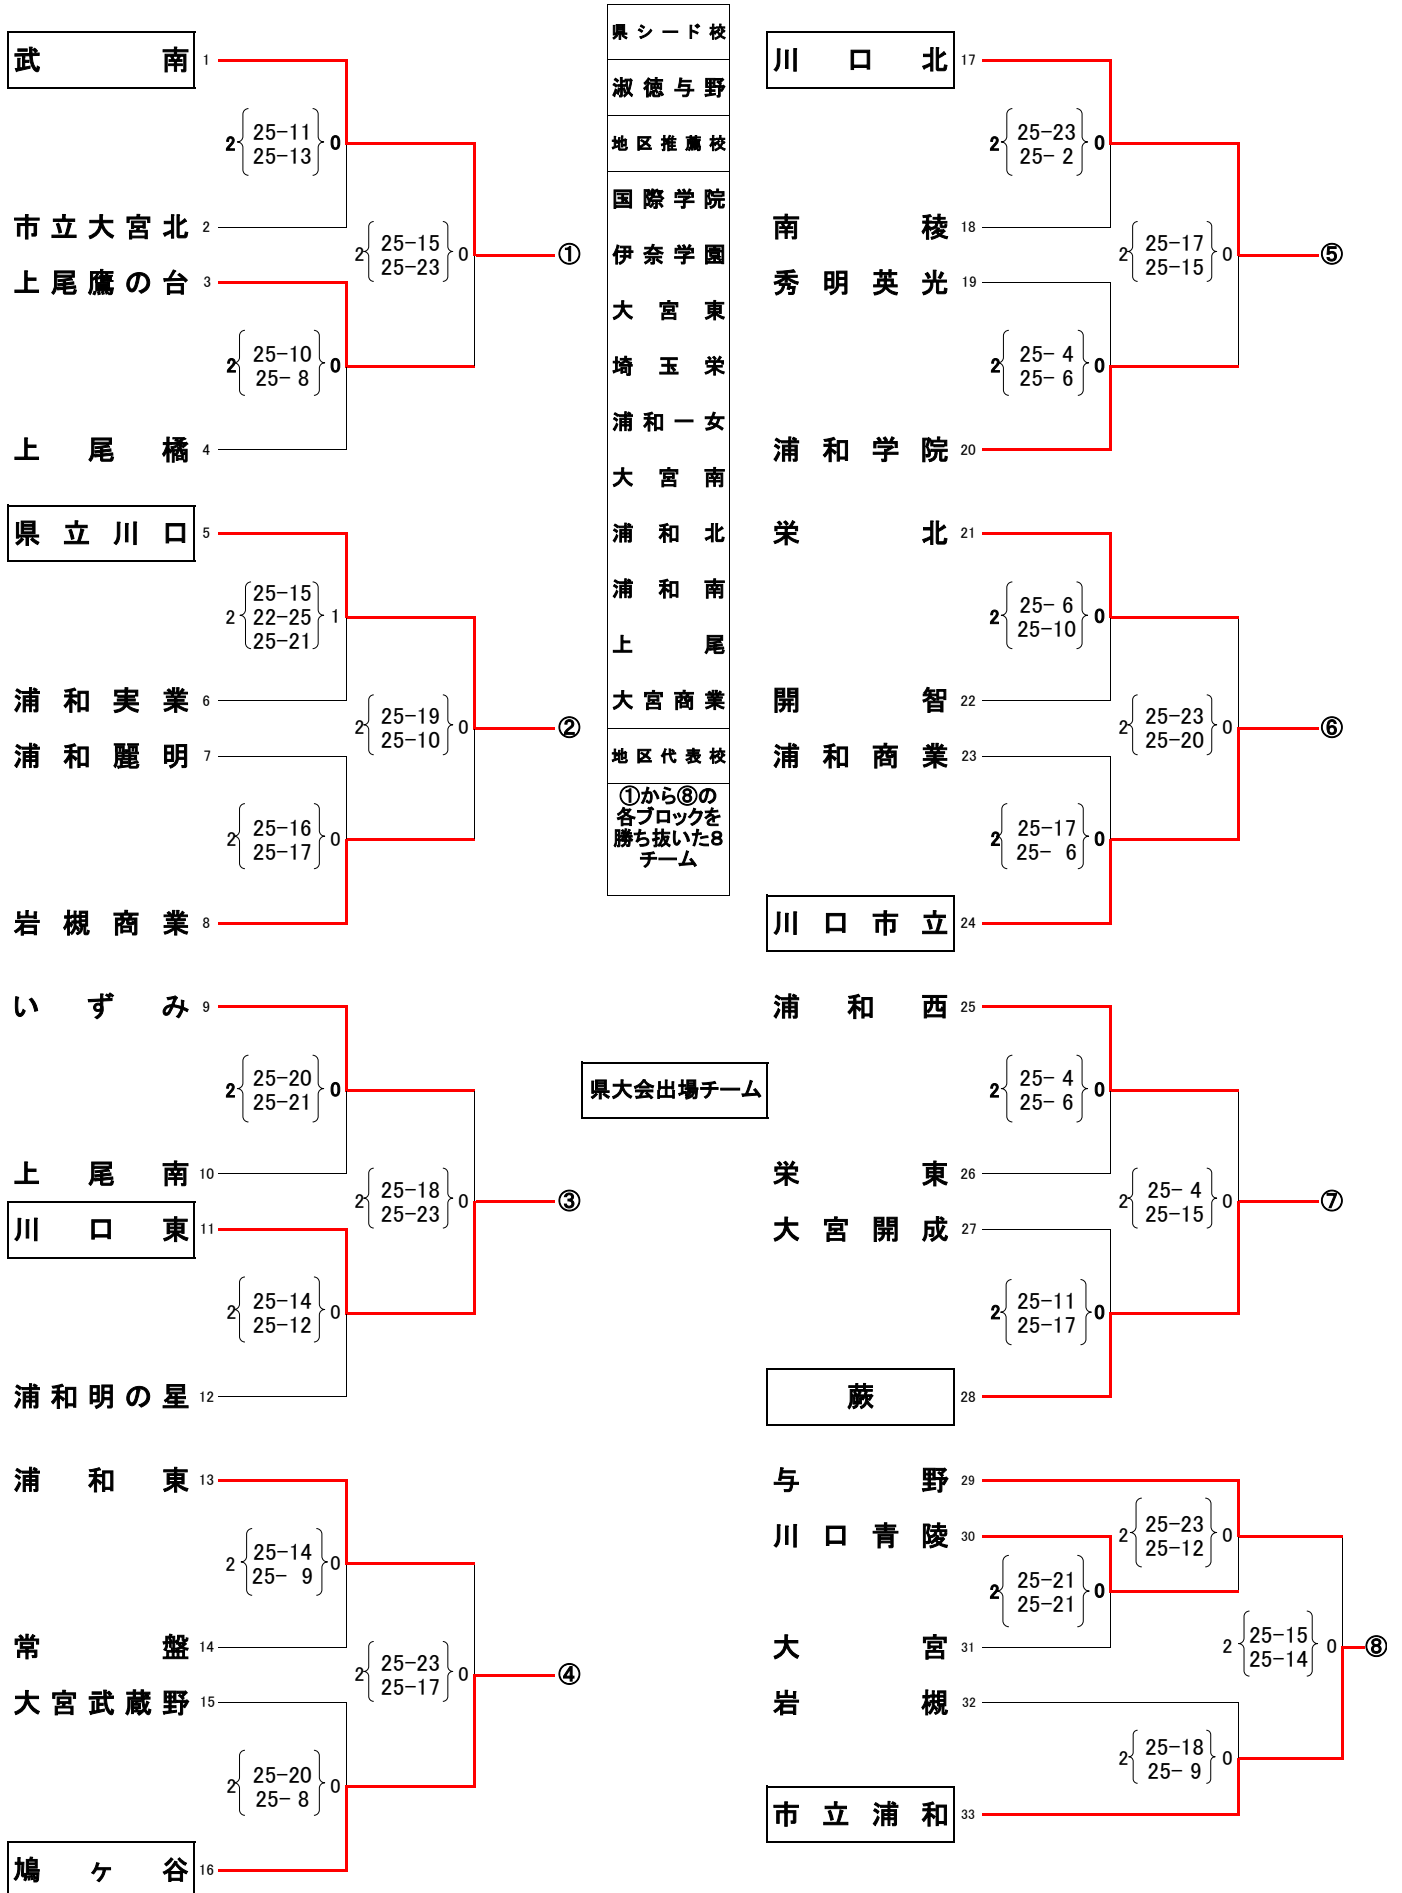 武南 1
2 25-11 0
25-13
市立大宮北 2
2 25-15 0
25-23
①
上尾鷹の台 3
2 25-10 0
25- 8
上尾橘 4
県立川口 5
25-15
2 22-25 1
25-21
浦和実業 6
2 25-19 0
25-10
②
浦和麗明 7
2 25-16 0
25-17
岩槻商業 8
いずみ 9
2 25-20 0
25-21
上尾南 10
2 25-18 0
25-23
③
川口東 11
2 25-14 0
25-12
浦和明の星 12
浦和東 13
2 25-14 0
25- 9
常盤 14
2 25-23 0
25-17
④
大宮武蔵野 15
2 25-20 0
25- 8
鳩ヶ谷 16
県シード校
淑徳与野
地区推薦校
国際学院
伊奈学園
大宮東
埼玉栄
浦和一女
大宮南
浦和北
浦和南
上尾
大宮商業
地区代表校
①から⑧の
各ブロックを
勝ち抜いた8
チーム
県大会出場チーム
川口北 17
2 25-23 0
25- 2
南稜 18
2 25-17 0
25-15
⑤
秀明英光 19
2 25- 4 0
25- 6
浦和学院 20
栄北 21
2 25- 6 0
25-10
開智 22
2 25-23 0
25-20
⑥
浦和商業 23
2 25-17 0
25- 6
川口市立 24
浦和西 25
2 25- 4 0
25- 6
栄東 26
2 25- 4 0
25-15
⑦
大宮開成 27
2 25-11 0
25-17
蕨 28
与野 29
2 25-23 0
25-12
川口青陵 30
2 25-21 0
25-21
大宮 31
2 25-15 0
25-14
⑧
岩槻 32
2 25-18 0
25- 9
市立浦和 33